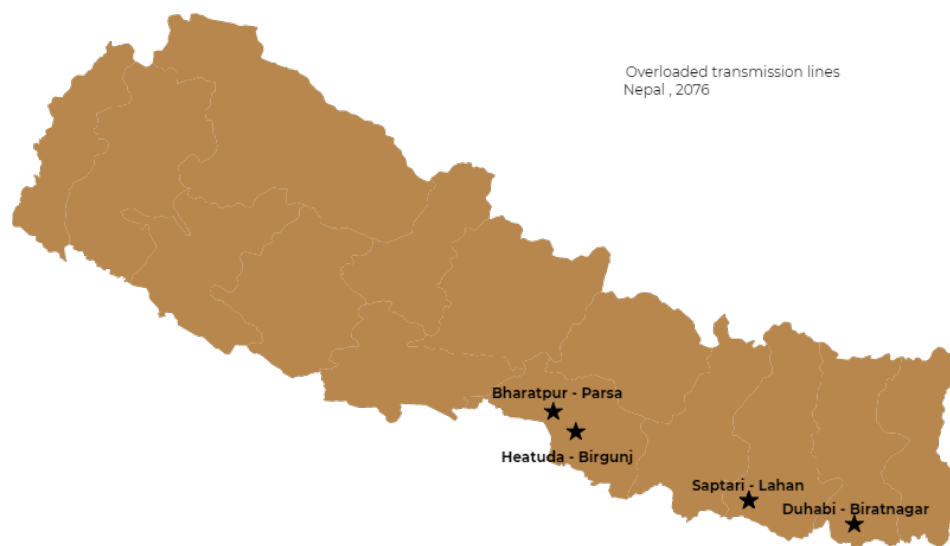 Overloaded transmission lines
Nepal , 2076
Bharatpur - Parsa
Heatuda - Birgunj
Saptari - Lahan
Duhabi - Biratnagar